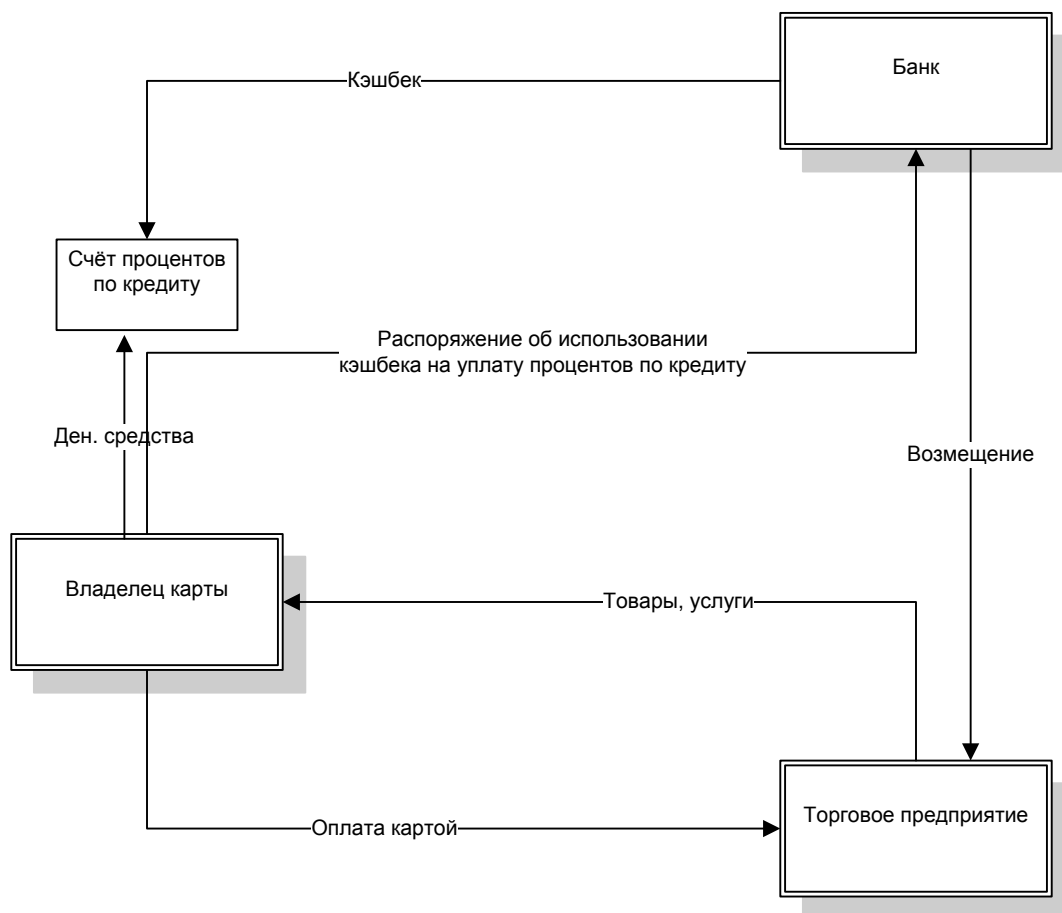 Банк
Кэшбек
Счёт процентов
по кредиту
Распоряжение об использовании
кэшбека на уплату процентов по кредиту
Ден. средства
Возмещение
Владелец карты
Товары, услуги
Торговое предприятие
Оплата картой